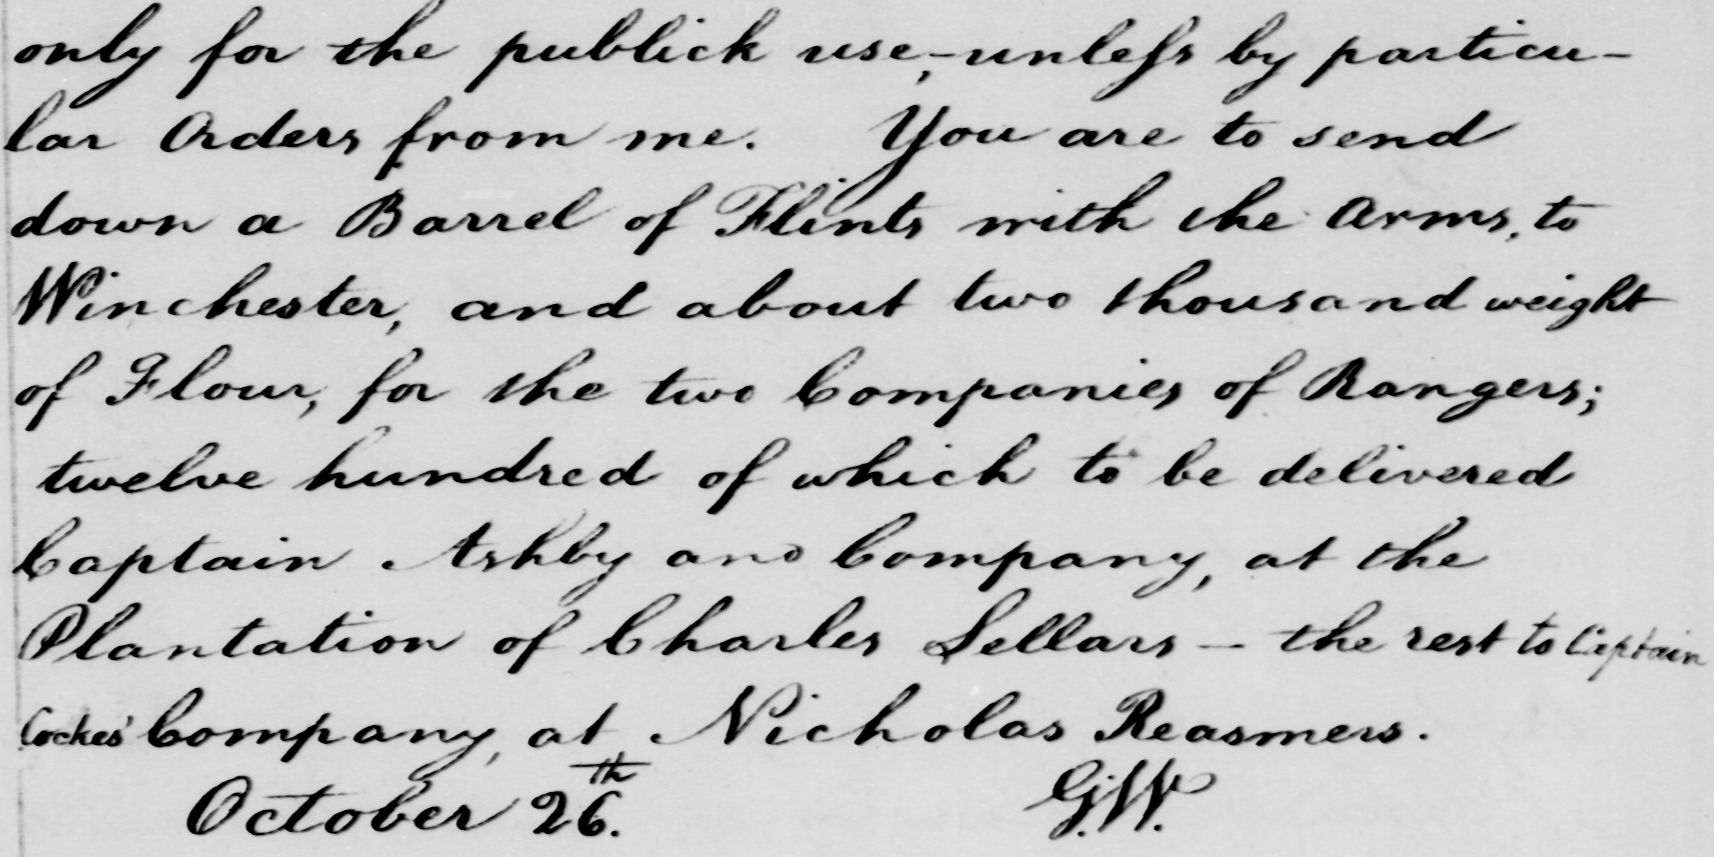 only for the publick use,-unless by particu-
lar Orders from me. You are to send
down a Barrel of Flints with the Arms, to
Winchester, and about two thousand weight
of Flour, for the two Companies of Rangers;
twelve hundred of which to be delivered
Captain Ashby and Company, at the
Plantation of Charles Sellars - the rest to Captain
Cockes' Company, at Nicholas Reasmers.
October 26.th G.W.